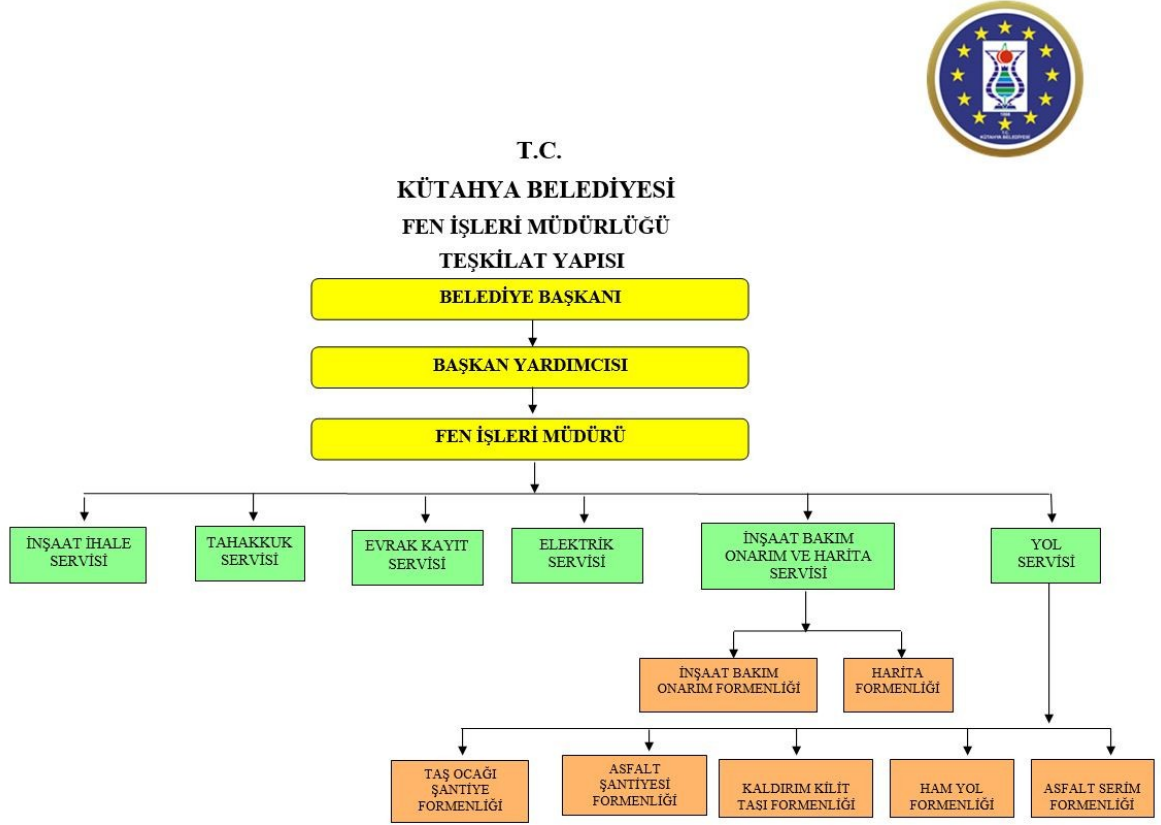 1996
T.C.
KÜTAHYA BELEDİYESİ
T.C.
KÜTAHYA BELEDİYESİ
FEN İŞLERİ MÜDÜRLÜĞÜ
TEŞKİLAT YAPISI
BELEDİYE BAŞKANI
BAŞKAN YARDIMCISI
FEN İŞLERİ MÜDÜRÜ
İNŞAAT İHALE
SERVİSİ
TAHAKKUK
SERVİSİ
EVRAK KAYIT
SERVİSİ
ELEKTRİK
SERVİSİ
İNŞAAT BAKIM
ONARIM VE HARİTA
SERVİSİ
YOL
SERVİSİ
İNŞAAT BAKIM
ONARIM FORMENLİĞİ
HARİTA
FORMENLİĞİ
TAŞ OCAĞI
ŞANTİYE
FORMENLİĞİ
ASFALT
ŞANTİYESİ
FORMENLİĞİ
KALDIRIM KİLİT
TAŞI FORMENLİĞİ
HAM YOL
FORMENLİĞİ
ASFALT SERİM
FORMENLİĞİ